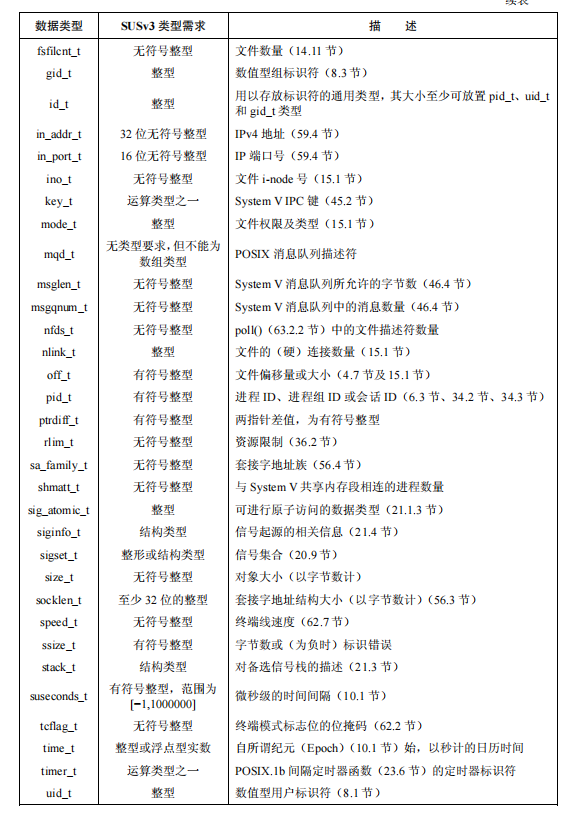 续表
数据类型 SUSv3 类型需求 描 述
fsfilcnt_t 无符号整型 文件数量（14.11 节）
gid_t 整型 数值型组标识符（8.3 节）
id_t 整型 用以存放标识符的通用类型，其大小至少可放置 pid_t、uid_t
和 gid_t 类型
in_addr_t 32 位无符号整型 IPv4 地址（59.4 节）
in_port_t 16 位无符号整型 IP 端口号（59.4 节）
ino_t 无符号整型 文件 i-node 号（15.1 节）
key_t 运算类型之一 System V IPC 键（45.2 节）
mode_t 整型 文件权限及类型（15.1 节）
mqd_t 无类型要求，但不能为
数组类型 POSIX 消息队列描述符
msglen_t 无符号整型 System V 消息队列所允许的字节数（46.4 节）
msgqnum_t 无符号整型 System V 消息队列中的消息数量（46.4 节）
nfds_t 无符号整型 poll()（63.2.2 节）中的文件描述符数量
nlink_t 整型 文件的（硬）连接数量（15.1 节）
off_t 有符号整型 文件偏移量或大小（4.7 节及 15.1 节）
pid_t 有符号整型 进程 ID、进程组 ID 或会话 ID（6.3 节、34.2 节、34.3 节）
ptrdiff_t 有符号整型 两指针差值，为有符号整型
rlim_t 无符号整型 资源限制（36.2 节）
sa_family_t 无符号整型 套接字地址族（56.4 节）
shmatt_t 无符号整型 与 System V 共享内存段相连的进程数量
sig_atomic_t 整型 可进行原子访问的数据类型（21.1.3 节）
siginfo_t 结构类型 信号起源的相关信息（21.4 节）
sigset_t 整形或结构类型 信号集合（20.9 节）
size_t 无符号整型 对象大小（以字节数计）
socklen_t 至少 32 位的整型 套接字地址结构大小（以字节数计）（56.3 节）
speed_t 无符号整型 终端线速度（62.7 节）
ssize_t 有符号整型 字节数或（为负时）标识错误
stack_t 结构类型 对备选信号栈的描述（21.3 节）
suseconds_t 有符号整型，范围为
[−1,1000000] 微秒级的时间间隔（10.1 节）
tcflag_t 无符号整型 终端模式标志位的位掩码（62.2 节）
time_t 整型或浮点型实数 自所谓纪元（Epoch）（10.1 节）始，以秒计的日历时间
timer_t 运算类型之一 POSIX.1b 间隔定时器函数（23.6 节）的定时器标识符
uid_t 整型 数值型用户标识符（8.1 节）